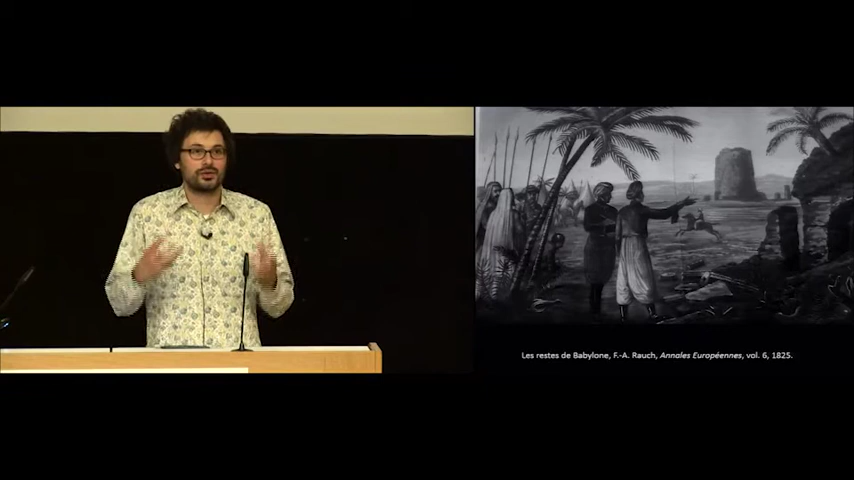 Les restes de Babylone, F.-A. Rauch, Annales Européennes, vol. 6, 1825.